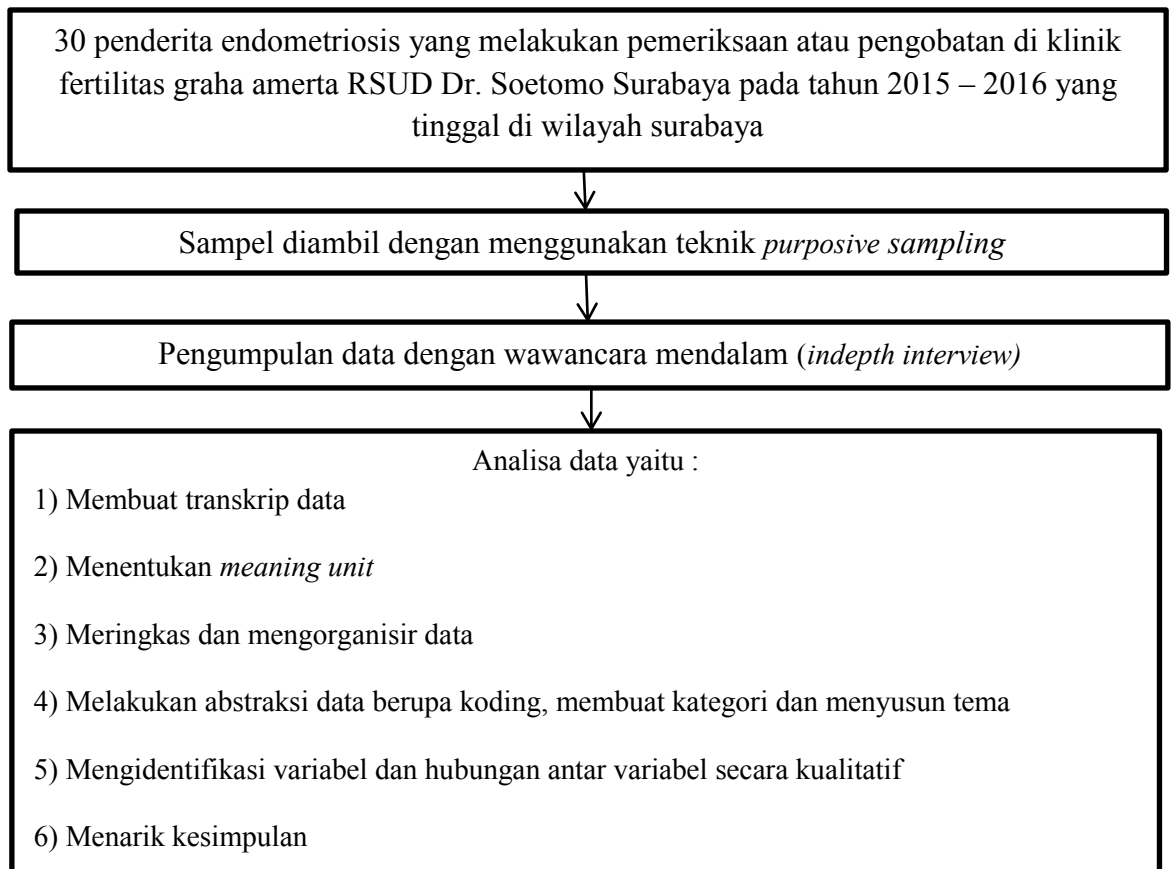 30 penderita endometriosis yang melakukan pemeriksaan atau pengobatan di klinik
fertilitas graha amerta RSUD Dr. Soetomo Surabaya pada tahun 2015 – 2016 yang
tinggal di wilayah surabaya
Sampel diambil dengan menggunakan teknik purposive sampling
Pengumpulan data dengan wawancara mendalam (indepth interview)
Analisa data yaitu :
1) Membuat transkrip data
2) Menentukan meaning unit
3) Meringkas dan mengorganisir data
4) Melakukan abstraksi data berupa koding, membuat kategori dan menyusun tema
5) Mengidentifikasi variabel dan hubungan antar variabel secara kualitatif
6) Menarik kesimpulan